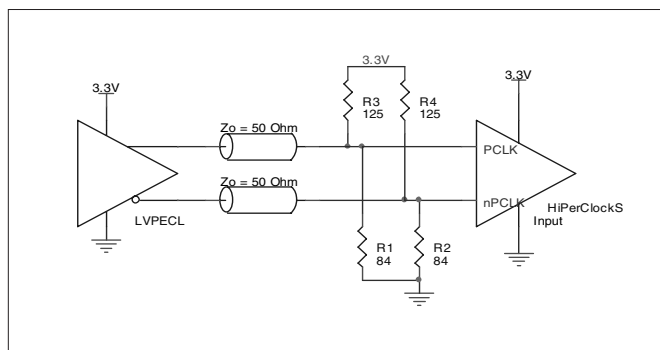 3.3V
3.3V
3.3V
R3
125
R4
125
Zo = 50 Ohm
PCLK
Zo = 50 Ohm
nPCLK
HiPerClockS
Input
LVPECL
R1
84
R2
84